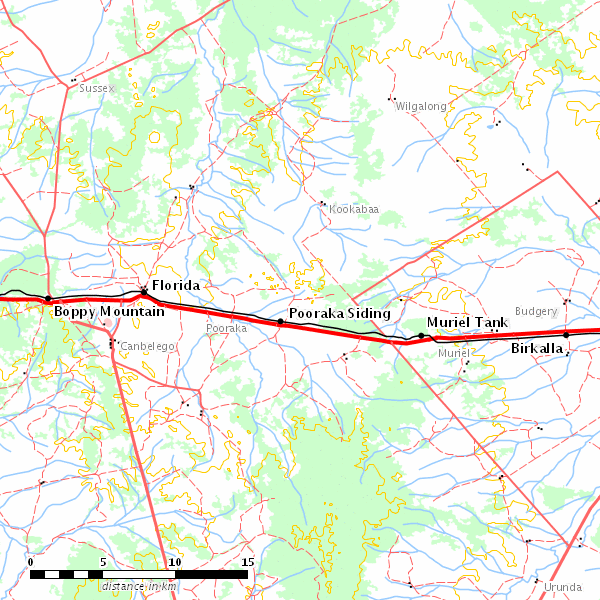 Sussex
Wilgalong
Kookabaa
Florida
Boppy Mountain
Pooraka Siding
Budgery
Pooraka
Muriel Tank
Canbelego
Muriel
Birkalla
0 5 10 15
distance in km
Urunda